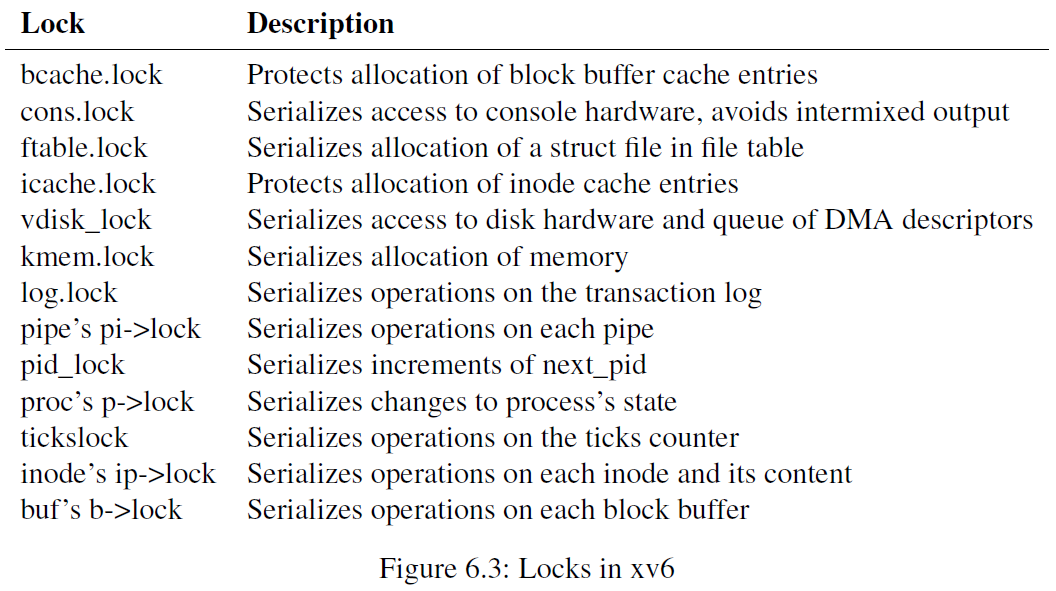 Lock Description
bcache.lock Protects allocation of block buffer cache entries
cons.lock Serializes access to console hardware, avoids intermixed output
ftable.lock Serializes allocation of a struct file in file table
icache.lock Protects allocation of inode cache entries
vdisk_lock Serializes access to disk hardware and queue of DMA descriptors
kmem.lock Serializes allocation of memory
log.lock Serializes operations on the transaction log
pipe’s pi->lock Serializes operations on each pipe
pid_lock Serializes increments of next_pid
proc’s p->lock Serializes changes to process’s state
tickslock Serializes operations on the ticks counter
inode’s ip->lock Serializes operations on each inode and its content
buf’s b->lock Serializes operations on each block buffer
Figure 6.3: Locks in xv6